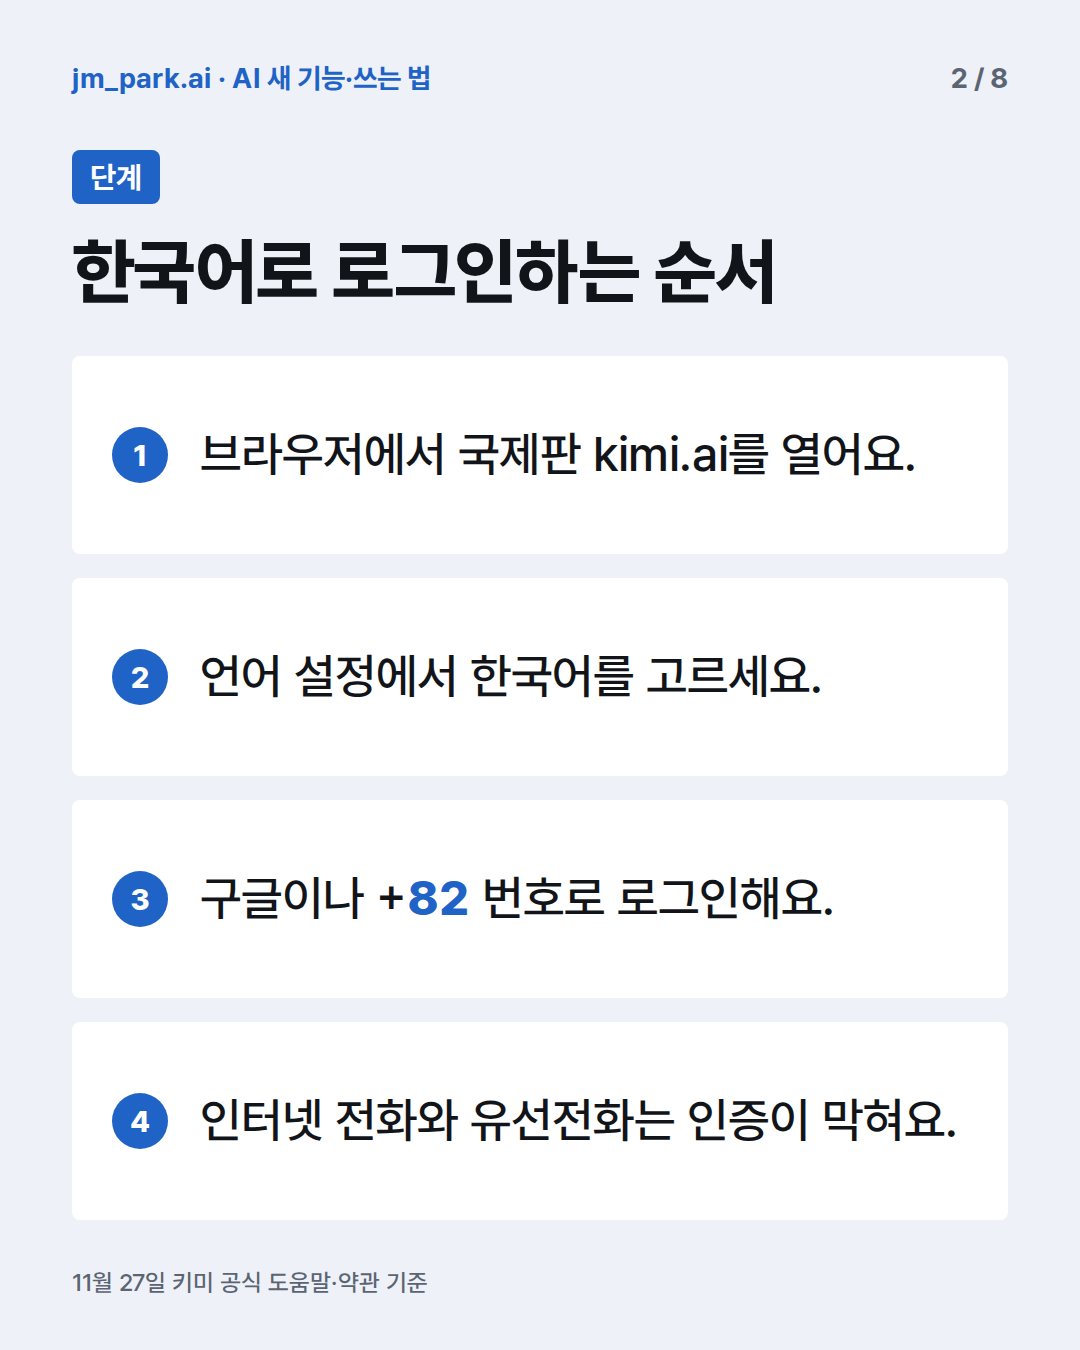 jm_park.ai · AI 새 기능·쓰는 법
2 / 8
단계
한국어로 로그인하는 순서
1 브라우저에서 국제판 kimi.ai를 열어요.
2 언어 설정에서 한국어를 고르세요.
3 구글이나 +82 번호로 로그인해요.
4 인터넷 전화와 유선전화는 인증이 막혀요.
11월 27일 키미 공식 도움말·약관 기준